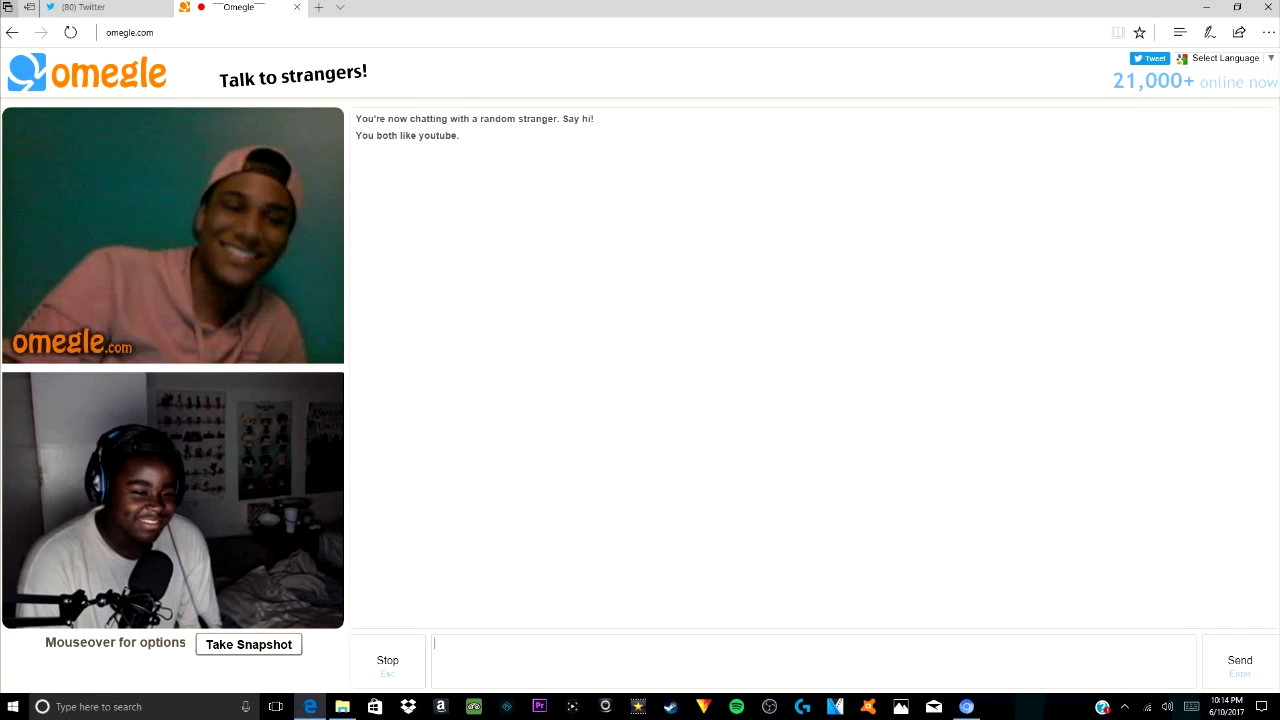 (80) Twitter
Omegle
omegle.com
omegle
Talk to strangers!
Tweet
Select Language
21,000+ online now
You're now chatting with a random stranger. Say hi!
You both like youtube.
omegle.com
Mouseover for options
Take Snapshot
Stop
Esc
Send
Enter
Type here to search
Pr
10:14 PM
6/10/2017